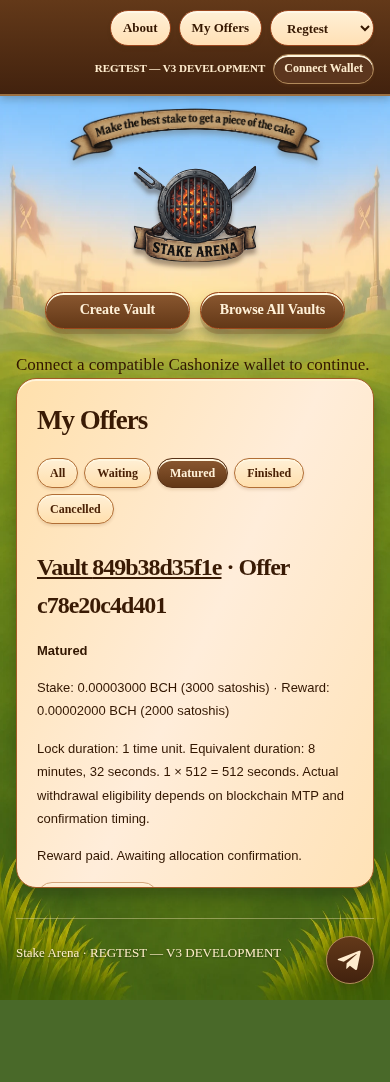 About
My Offers
Regtest
REGTEST — V3 DEVELOPMENT
Connect Wallet
Make the best stake to get a piece of the cake
STAKE ARENA
Create Vault
Browse All Vaults
Connect a compatible Cashonize wallet to continue.
My Offers
All
Waiting
Matured
Finished
Cancelled
Vault 849b38d35f1e · Offer
c78e20c4d401
Matured
Stake: 0.00003000 BCH (3000 satoshis) · Reward:
0.00002000 BCH (2000 satoshis)
Lock duration: 1 time unit. Equivalent duration: 8
minutes, 32 seconds. 1 × 512 = 512 seconds. Actual
withdrawal eligibility depends on blockchain MTP and
confirmation timing.
Reward paid. Awaiting allocation confirmation.
Stake Arena · REGTEST — V3 DEVELOPMENT